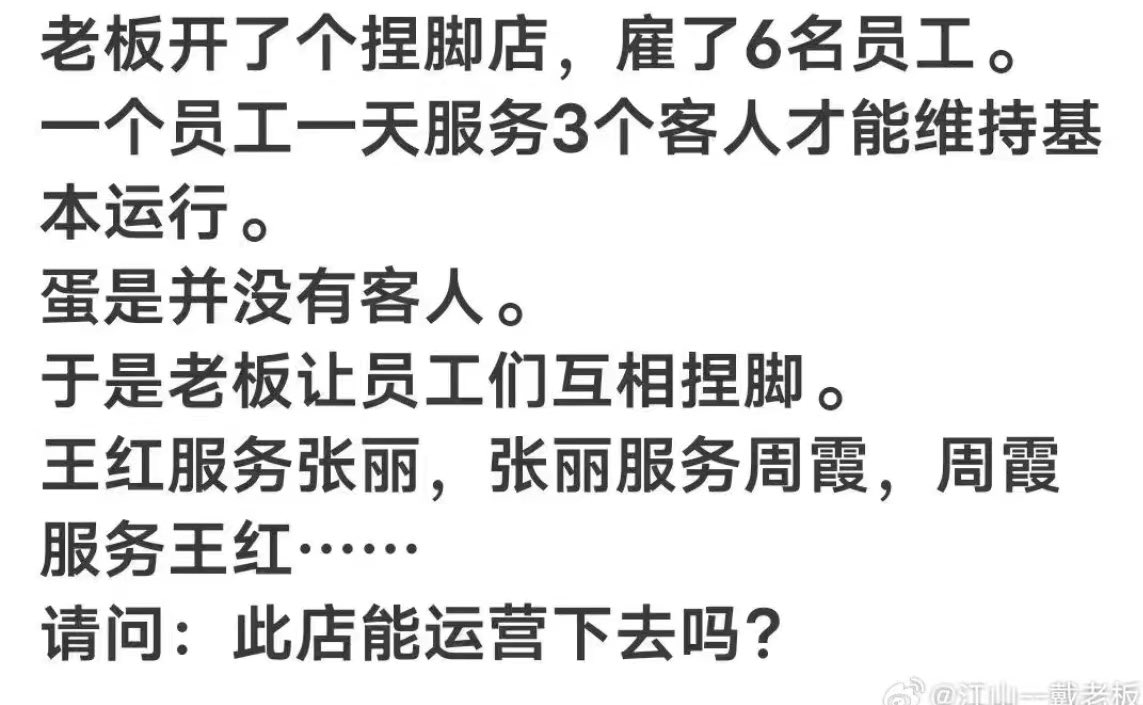 老板开了个捏脚店，雇了6名员工。
一个员工一天服务3个客人才能维持基
本运行。
蛋是并没有客人。
于是老板让员工们互相捏脚。
王红服务张丽，张丽服务周霞，周霞
服务王红……
请问：此店能运营下去吗？
@江山一戴老板